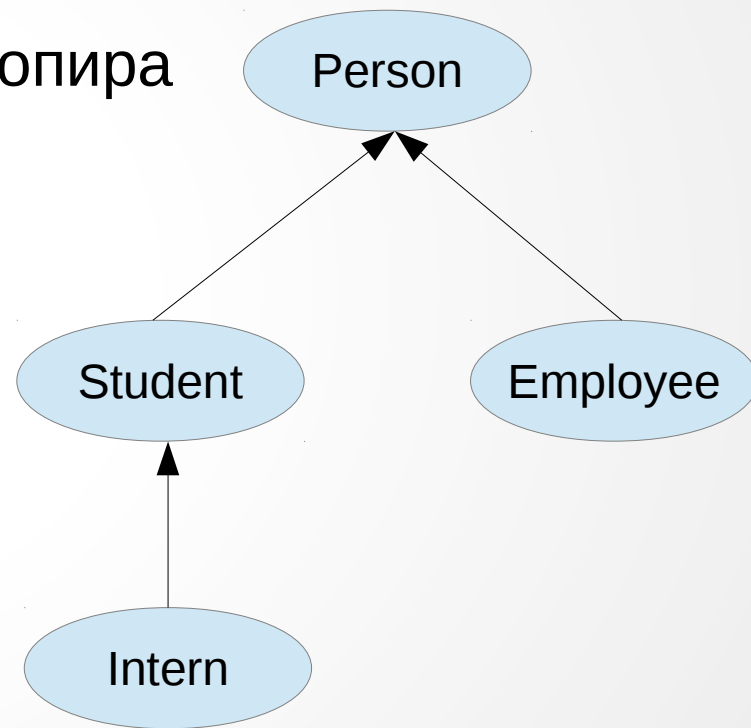 опира
Person
Student
Employee
Intern